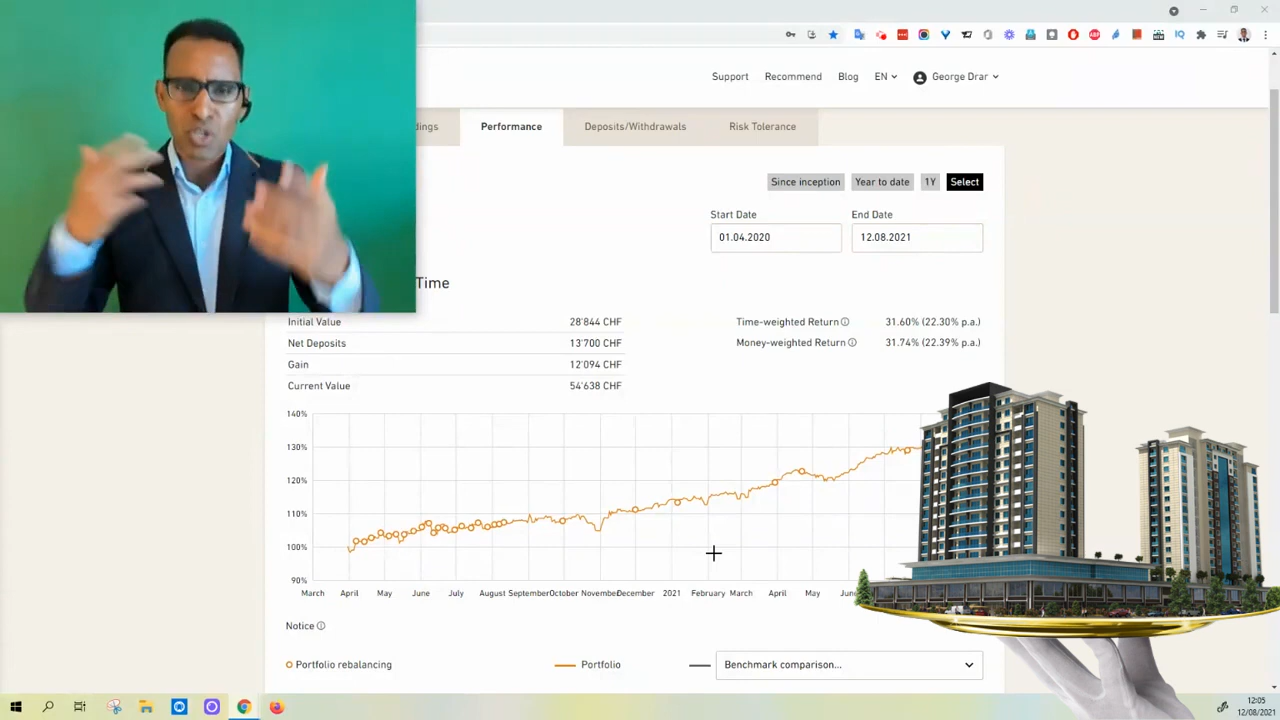 Support Recommend Blog EN George Drar
dings Performance Deposits/Withdrawals Risk Tolerance
Since inception Year to date 1Y Select
Start Date End Date
01.04.2020 12.08.2021
Time
Initial Value 28'844 CHF Time-weighted Return 31.60% (22.30% p.a.)
Net Deposits 13'700 CHF Money-weighted Return 31.74% (22.39% p.a.)
Gain 12'094 CHF
Current Value 54'638 CHF
140%
130%
120%
110%
100%
90%
March April May June July August September October November December 2021 February March April May June
Notice
Portfolio rebalancing Portfolio Benchmark comparison...
12:05
12/08/2021